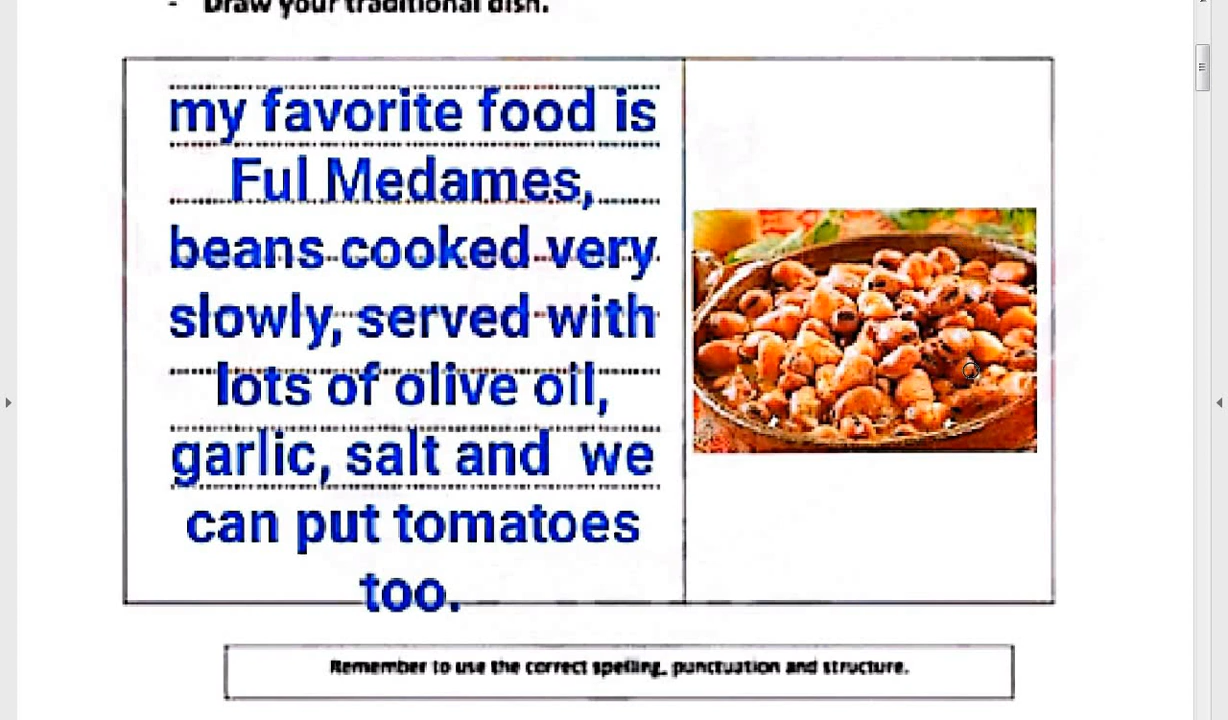 - Draw your traditional dish.
my favorite food is
Ful Medames,
beans cooked very
slowly, served with
lots of olive oil,
garlic, salt and we
can put tomatoes
too.
Remember to use the correct spelling, punctuation and structure.